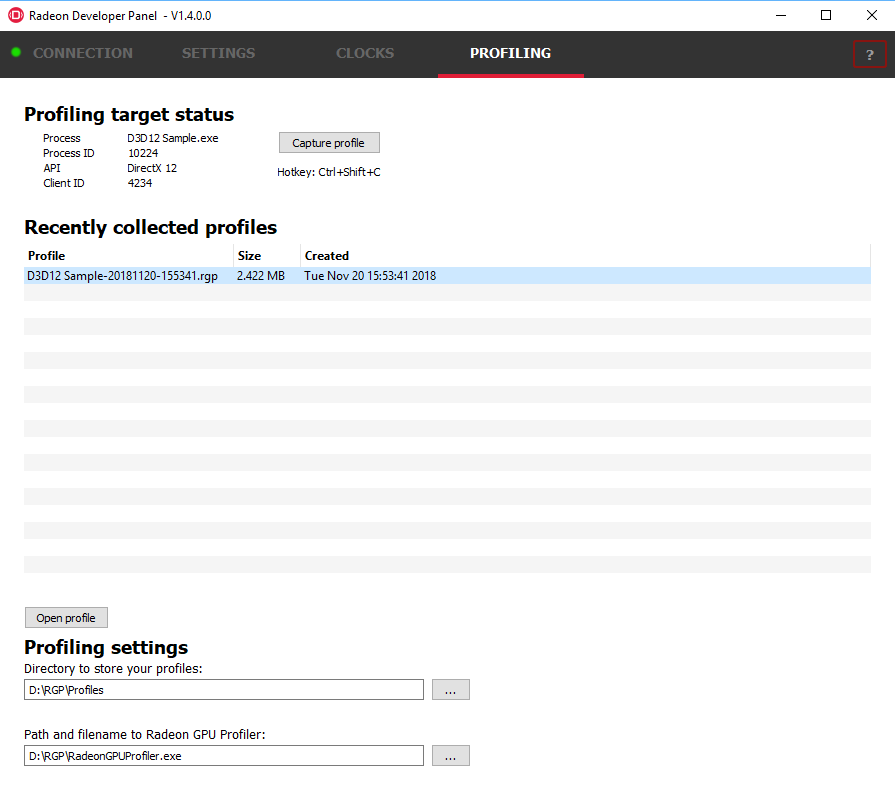 Radeon Developer Panel - V1.4.0.0
CONNECTION SETTINGS CLOCKS PROFILING ?
Profiling target status
Process D3D12 Sample.exe Capture profile
Process ID 10224
API DirectX 12 Hotkey: Ctrl+Shift+C
Client ID 4234
Recently collected profiles
Profile Size Created
D3D12 Sample-20181120-155341.rgp 2.422 MB Tue Nov 20 15:53:41 2018
Open profile
Profiling settings
Directory to store your profiles:
D:\RGP\Profiles ...
Path and filename to Radeon GPU Profiler:
D:\RGP\RadeonGPUProfiler.exe ...